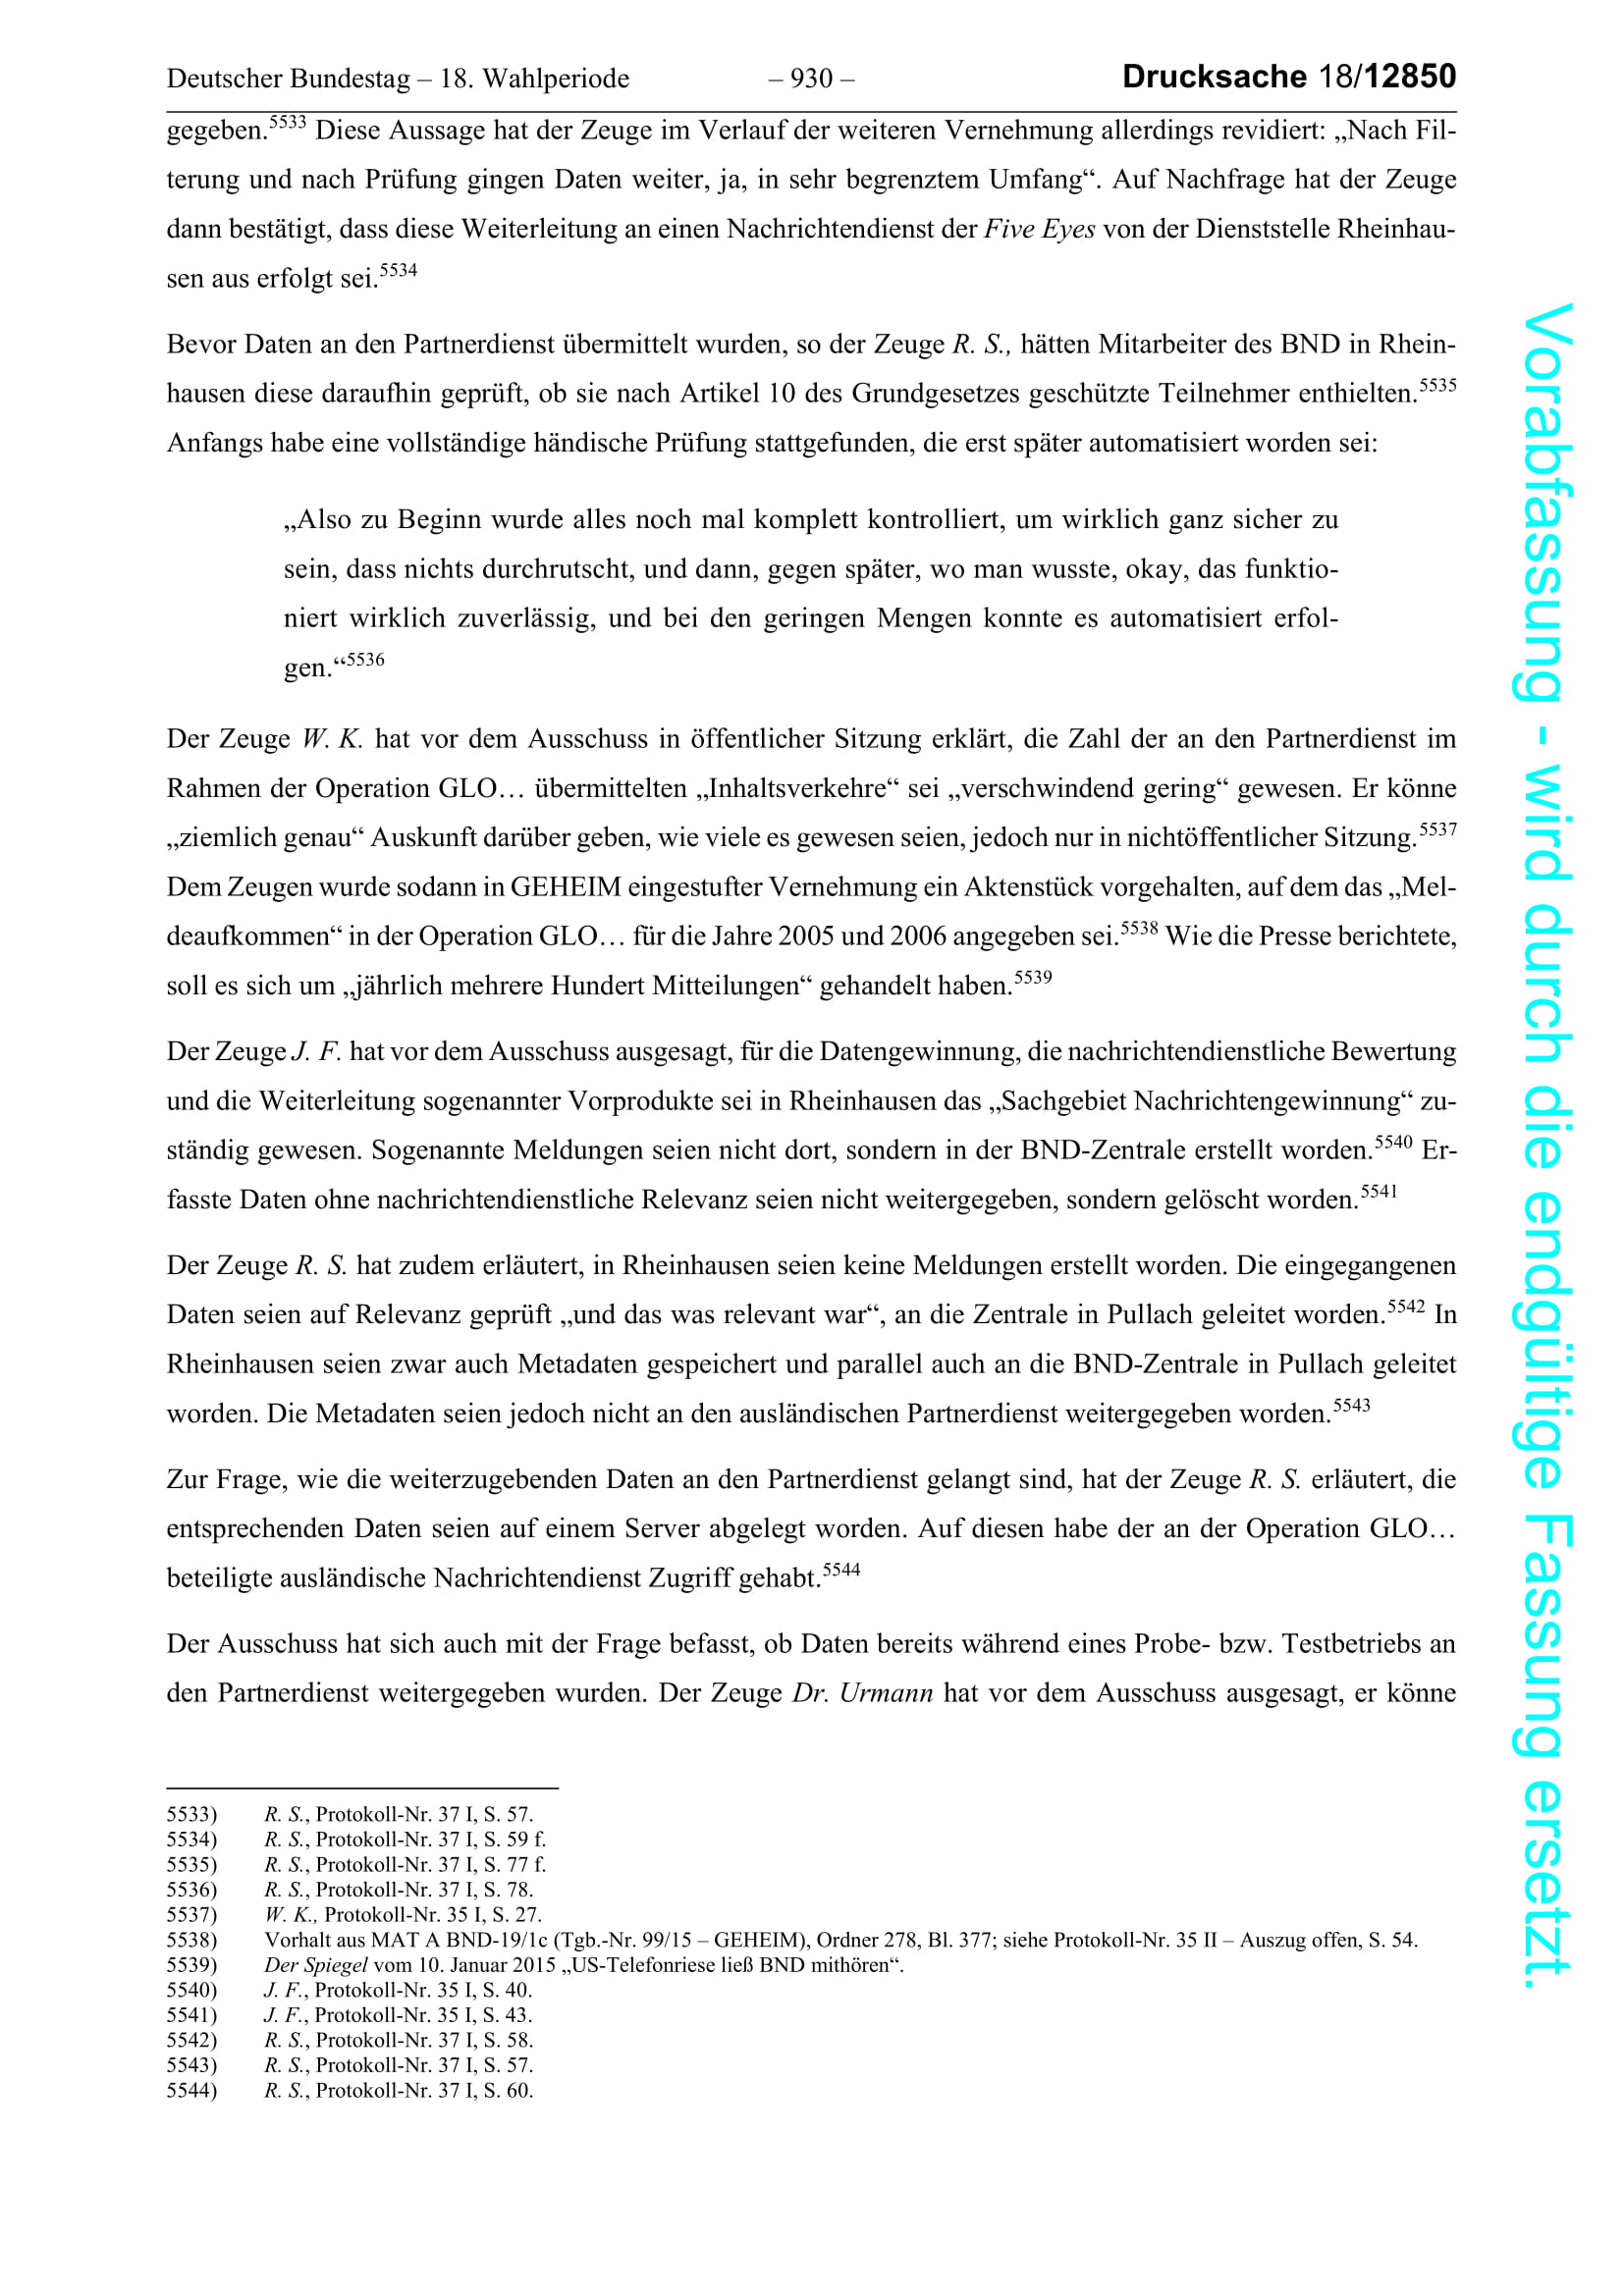 Deutscher Bundestag – 18. Wahlperiode – 930 – Drucksache 18/12850
gegeben.5533 Diese Aussage hat der Zeuge im Verlauf der weiteren Vernehmung allerdings revidiert: „Nach Fil-
terung und nach Prüfung gingen Daten weiter, ja, in sehr begrenztem Umfang“. Auf Nachfrage hat der Zeuge
dann bestätigt, dass diese Weiterleitung an einen Nachrichtendienst der Five Eyes von der Dienststelle Rheinhau-
sen aus erfolgt sei.5534
Bevor Daten an den Partnerdienst übermittelt wurden, so der Zeuge R. S., hätten Mitarbeiter des BND in Rhein-
hausen diese daraufhin geprüft, ob sie nach Artikel 10 des Grundgesetzes geschützte Teilnehmer enthielten.5535
Anfangs habe eine vollständige händische Prüfung stattgefunden, die erst später automatisiert worden sei:
„Also zu Beginn wurde alles noch mal komplett kontrolliert, um wirklich ganz sicher zu
sein, dass nichts durchrutscht, und dann, gegen später, wo man wusste, okay, das funktio-
niert wirklich zuverlässig, und bei den geringen Mengen konnte es automatisiert erfol-
gen.“5536
Der Zeuge W. K. hat vor dem Ausschuss in öffentlicher Sitzung erklärt, die Zahl der an den Partnerdienst im
Rahmen der Operation GLO… übermittelten „Inhaltsverkehre“ sei „verschwindend gering“ gewesen. Er könne
„ziemlich genau“ Auskunft darüber geben, wie viele es gewesen seien, jedoch nur in nichtöffentlicher Sitzung.5537
Dem Zeugen wurde sodann in GEHEIM eingestufter Vernehmung ein Aktenstück vorgehalten, auf dem das „Mel-
deaufkommen“ in der Operation GLO… für die Jahre 2005 und 2006 angegeben sei.5538 Wie die Presse berichtete,
soll es sich um „jährlich mehrere Hundert Mitteilungen“ gehandelt haben.5539
Der Zeuge J. F. hat vor dem Ausschuss ausgesagt, für die Datengewinnung, die nachrichtendienstliche Bewertung
und die Weiterleitung sogenannter Vorprodukte sei in Rheinhausen das „Sachgebiet Nachrichtengewinnung“ zu-
ständig gewesen. Sogenannte Meldungen seien nicht dort, sondern in der BND-Zentrale erstellt worden.5540 Er-
fasste Daten ohne nachrichtendienstliche Relevanz seien nicht weitergegeben, sondern gelöscht worden.5541
Der Zeuge R. S. hat zudem erläutert, in Rheinhausen seien keine Meldungen erstellt worden. Die eingegangenen
Daten seien auf Relevanz geprüft „und das was relevant war“, an die Zentrale in Pullach geleitet worden.5542 In
Rheinhausen seien zwar auch Metadaten gespeichert und parallel auch an die BND-Zentrale in Pullach geleitet
worden. Die Metadaten seien jedoch nicht an den ausländischen Partnerdienst weitergegeben worden.5543
Zur Frage, wie die weiterzugebenden Daten an den Partnerdienst gelangt sind, hat der Zeuge R. S. erläutert, die
entsprechenden Daten seien auf einem Server abgelegt worden. Auf diesen habe der an der Operation GLO…
beteiligte ausländische Nachrichtendienst Zugriff gehabt.5544
Der Ausschuss hat sich auch mit der Frage befasst, ob Daten bereits während eines Probe- bzw. Testbetriebs an
den Partnerdienst weitergegeben wurden. Der Zeuge Dr. Urmann hat vor dem Ausschuss ausgesagt, er könne
5533) R. S., Protokoll-Nr. 37 I, S. 57.
5534) R. S., Protokoll-Nr. 37 I, S. 59 f.
5535) R. S., Protokoll-Nr. 37 I, S. 77 f.
5536) R. S., Protokoll-Nr. 37 I, S. 78.
5537) W. K., Protokoll-Nr. 35 I, S. 27.
5538) Vorhalt aus MAT A BND-19/1c (Tgb.-Nr. 99/15 – GEHEIM), Ordner 278, Bl. 377; siehe Protokoll-Nr. 35 II – Auszug offen, S. 54.
5539) Der Spiegel vom 10. Januar 2015 „US-Telefonriese ließ BND mithören“.
5540) J. F., Protokoll-Nr. 35 I, S. 40.
5541) J. F., Protokoll-Nr. 35 I, S. 43.
5542) R. S., Protokoll-Nr. 37 I, S. 58.
5543) R. S., Protokoll-Nr. 37 I, S. 57.
5544) R. S., Protokoll-Nr. 37 I, S. 60.
Vorabfassung - wird durch die endgültige Fassung ersetzt.